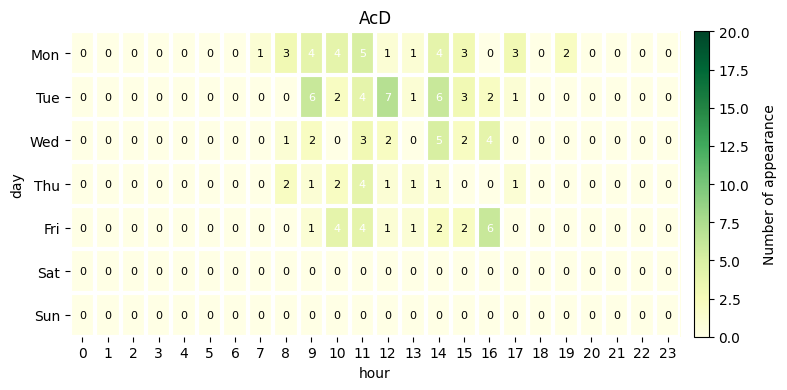 AcD
Mon 0 0 0 0 0 0 0 1 3 4 4 5 1 1 4 3 0 3 0 2 0 0 0 0
Tue 0 0 0 0 0 0 0 0 0 6 2 4 7 1 6 3 2 1 0 0 0 0 0 0
Wed 0 0 0 0 0 0 0 0 1 2 0 3 2 0 5 2 4 0 0 0 0 0 0 0
Thu 0 0 0 0 0 0 0 0 2 1 2 4 1 1 1 0 0 1 0 0 0 0 0 0
Fri 0 0 0 0 0 0 0 0 0 1 4 4 1 1 2 2 6 0 0 0 0 0 0 0
Sat 0 0 0 0 0 0 0 0 0 0 0 0 0 0 0 0 0 0 0 0 0 0 0 0
Sun 0 0 0 0 0 0 0 0 0 0 0 0 0 0 0 0 0 0 0 0 0 0 0 0
0 1 2 3 4 5 6 7 8 9 10 11 12 13 14 15 16 17 18 19 20 21 22 23
hour
day
20.0
17.5
15.0
12.5
10.0
7.5
5.0
2.5
0.0
Number of appearance